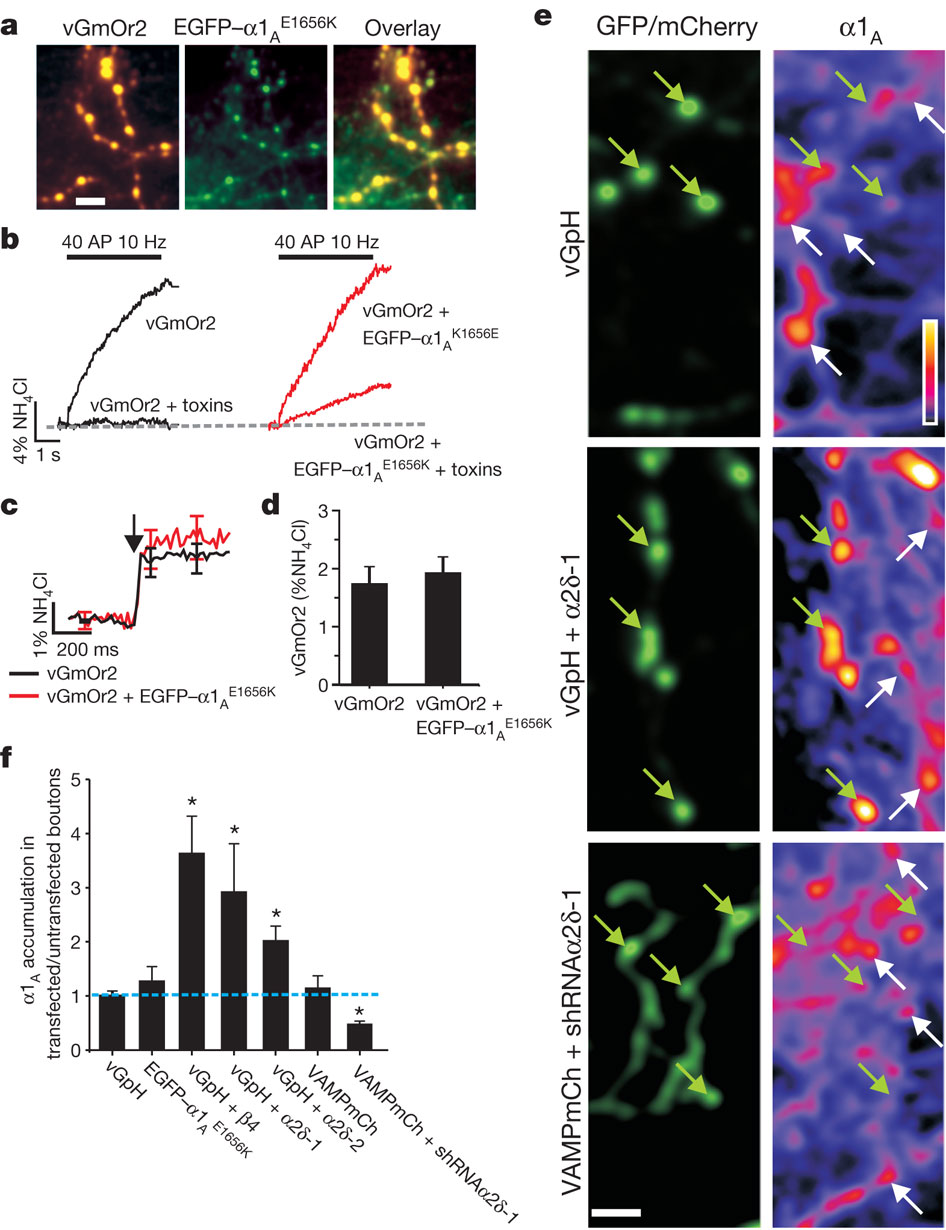 a
vGmOr2
EGFP–α1A E1656K
Overlay
b
40 AP 10 Hz
40 AP 10 Hz
vGmOr2
vGmOr2 +
EGFP–α1A K1656E
vGmOr2 + toxins
vGmOr2 +
EGFP–α1A E1656K + toxins
4% NH4Cl
1 s
c
1% NH4Cl
200 ms
vGmOr2
vGmOr2 + EGFP–α1A E1656K
d
vGmOr2 (%NH4Cl)
3
2
1
0
vGmOr2
vGmOr2 +
EGFP–α1A E1656K
e
GFP/mCherry
α1A
vGpH
vGpH + α2δ-1
VAMPmCh + shRNAα2δ-1
f
α1A accumulation in
transfected/untransfected boutons
5
4
3
2
1
0
*
*
*
*
vGpH
EGFP–α1A E1656K
vGpH + β4
vGpH + α2δ-1
vGpH + α2δ-2
VAMPmCh
VAMPmCh + shRNAα2δ-1